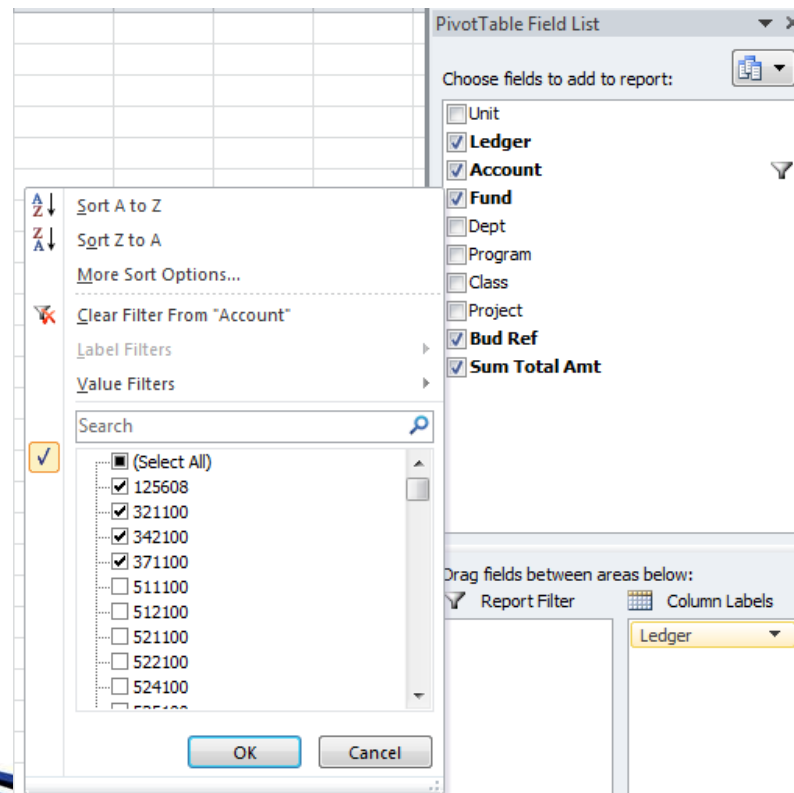 PivotTable Field List
Choose fields to add to report:
Unit
Ledger
Account
Fund
Dept
Program
Class
Project
Bud Ref
Sum Total Amt
Sort A to Z
Sort Z to A
More Sort Options...
Clear Filter From "Account"
Label Filters
Value Filters
Search
(Select All)
125608
321100
342100
371100
511100
512100
521100
522100
524100
OK
Cancel
Drag fields between areas below:
Report Filter
Column Labels
Ledger